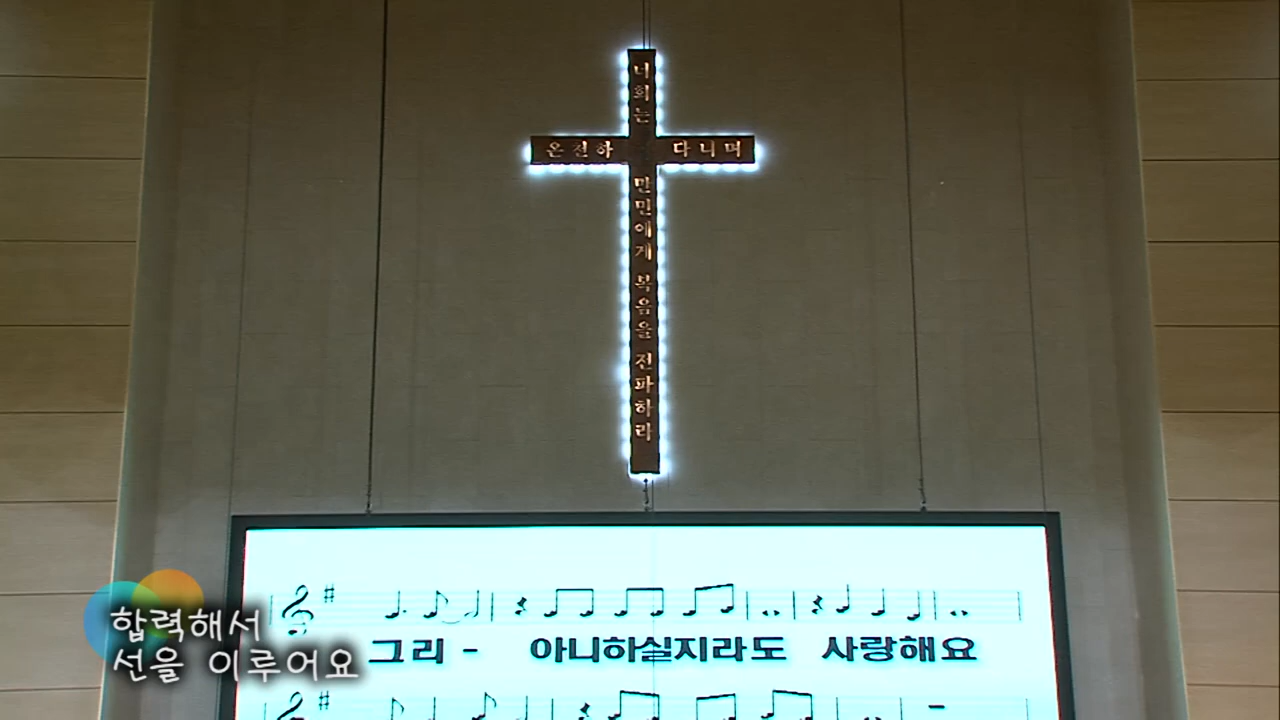 너희는
온 천하 다니며
만민에게 복음을 전파하라
그리 - 아니하실지라도 사랑해요
합력해서
선을 이루어요